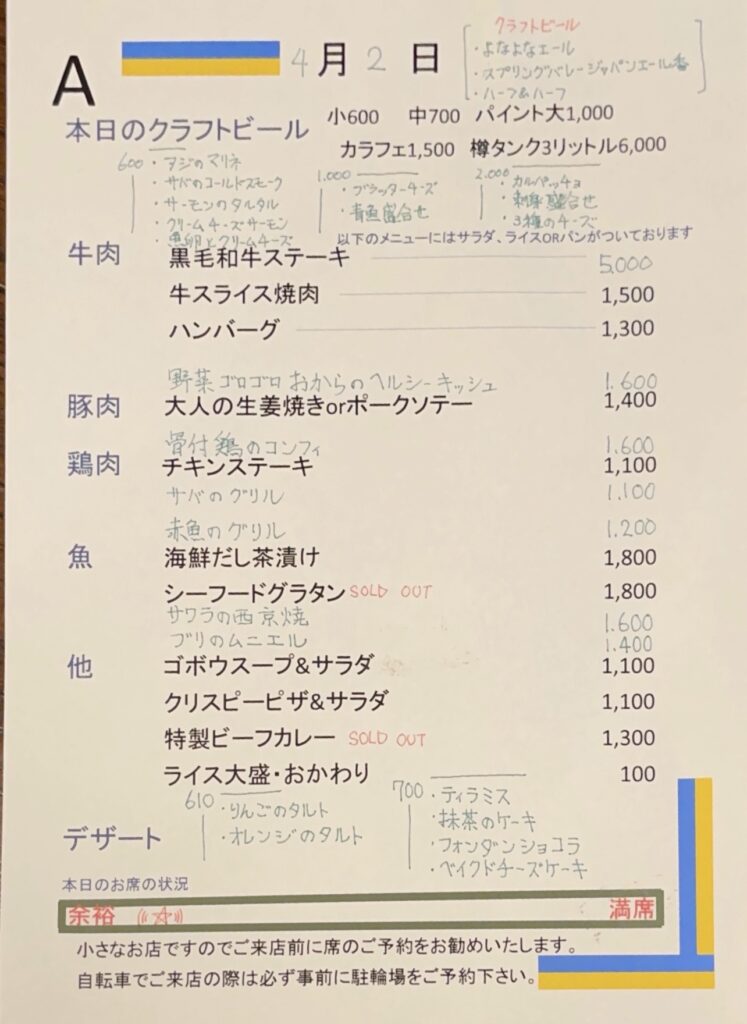 A
4月2日
クラフトビール
・よなよなエール
・スプリングバレージャパンエール香
・ハーフ&ハーフ
本日のクラフトビール 小600 中700 パイント大1,000
カラフェ1,500 樽タンク3リットル6,000
600 ・アジのマリネ
・サバのコールドスモーク
・サーモンのタルタル
・クリームチーズサーモン
・魚卵とクリームチーズ
1.000 ・ブラッターチーズ
・青魚盛合せ
2.000 ・カルパッチョ
・刺身盛合せ
・3種のチーズ
以下のメニューにはサラダ、ライスORパンがついております
牛肉 黒毛和牛ステーキ 5.000
牛スライス焼肉 1,500
ハンバーグ 1,300
野菜ゴロゴロおからのヘルシーキッシュ 1.600
豚肉 大人の生姜焼きorポークソテー 1,400
骨付鶏のコンフィ 1.600
鶏肉 チキンステーキ 1,100
サバのグリル 1.100
赤魚のグリル 1.200
魚 海鮮だし茶漬け 1,800
シーフードグラタン SOLD OUT 1,800
サワラの西京焼 1.600
ブリのムニエル 1.400
他 ゴボウスープ&サラダ 1,100
クリスピーピザ&サラダ 1,100
特製ビーフカレー SOLD OUT 1,300
ライス大盛・おかわり 100
デザート
610 ・りんごのタルト
・オレンジのタルト
700 ・ティラミス
・抹茶のケーキ
・フォンダンショコラ
・ベイクドチーズケーキ
本日のお席の状況
余裕 満席
小さなお店ですのでご来店前に席のご予約をお勧めいたします。
自転車でご来店の際は必ず事前に駐輪場をご予約下さい。